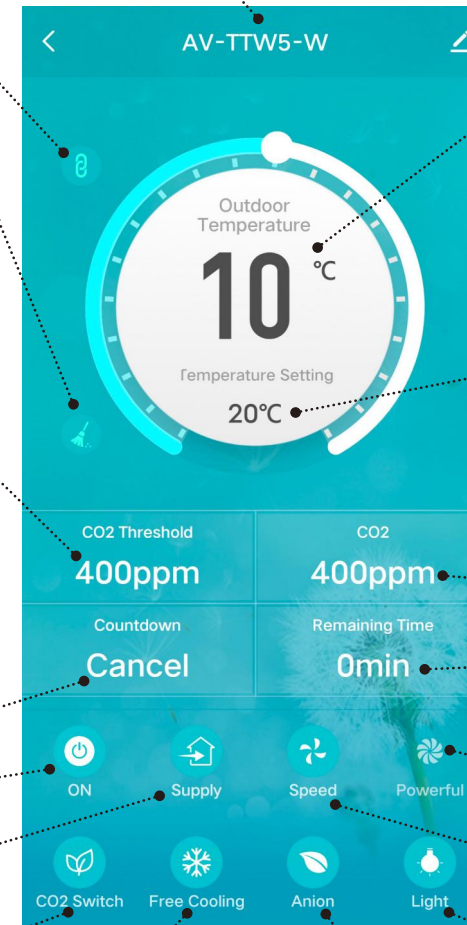 AV-TTW5-W
Outdoor
Temperature
10 °C
Temperature Setting
20°C
CO2 Threshold
400ppm
CO2
400ppm
Countdown
Cancel
Remaining Time
0min
ON
Supply
Speed
Powerful
CO2 Switch
Free Cooling
Anion
Light